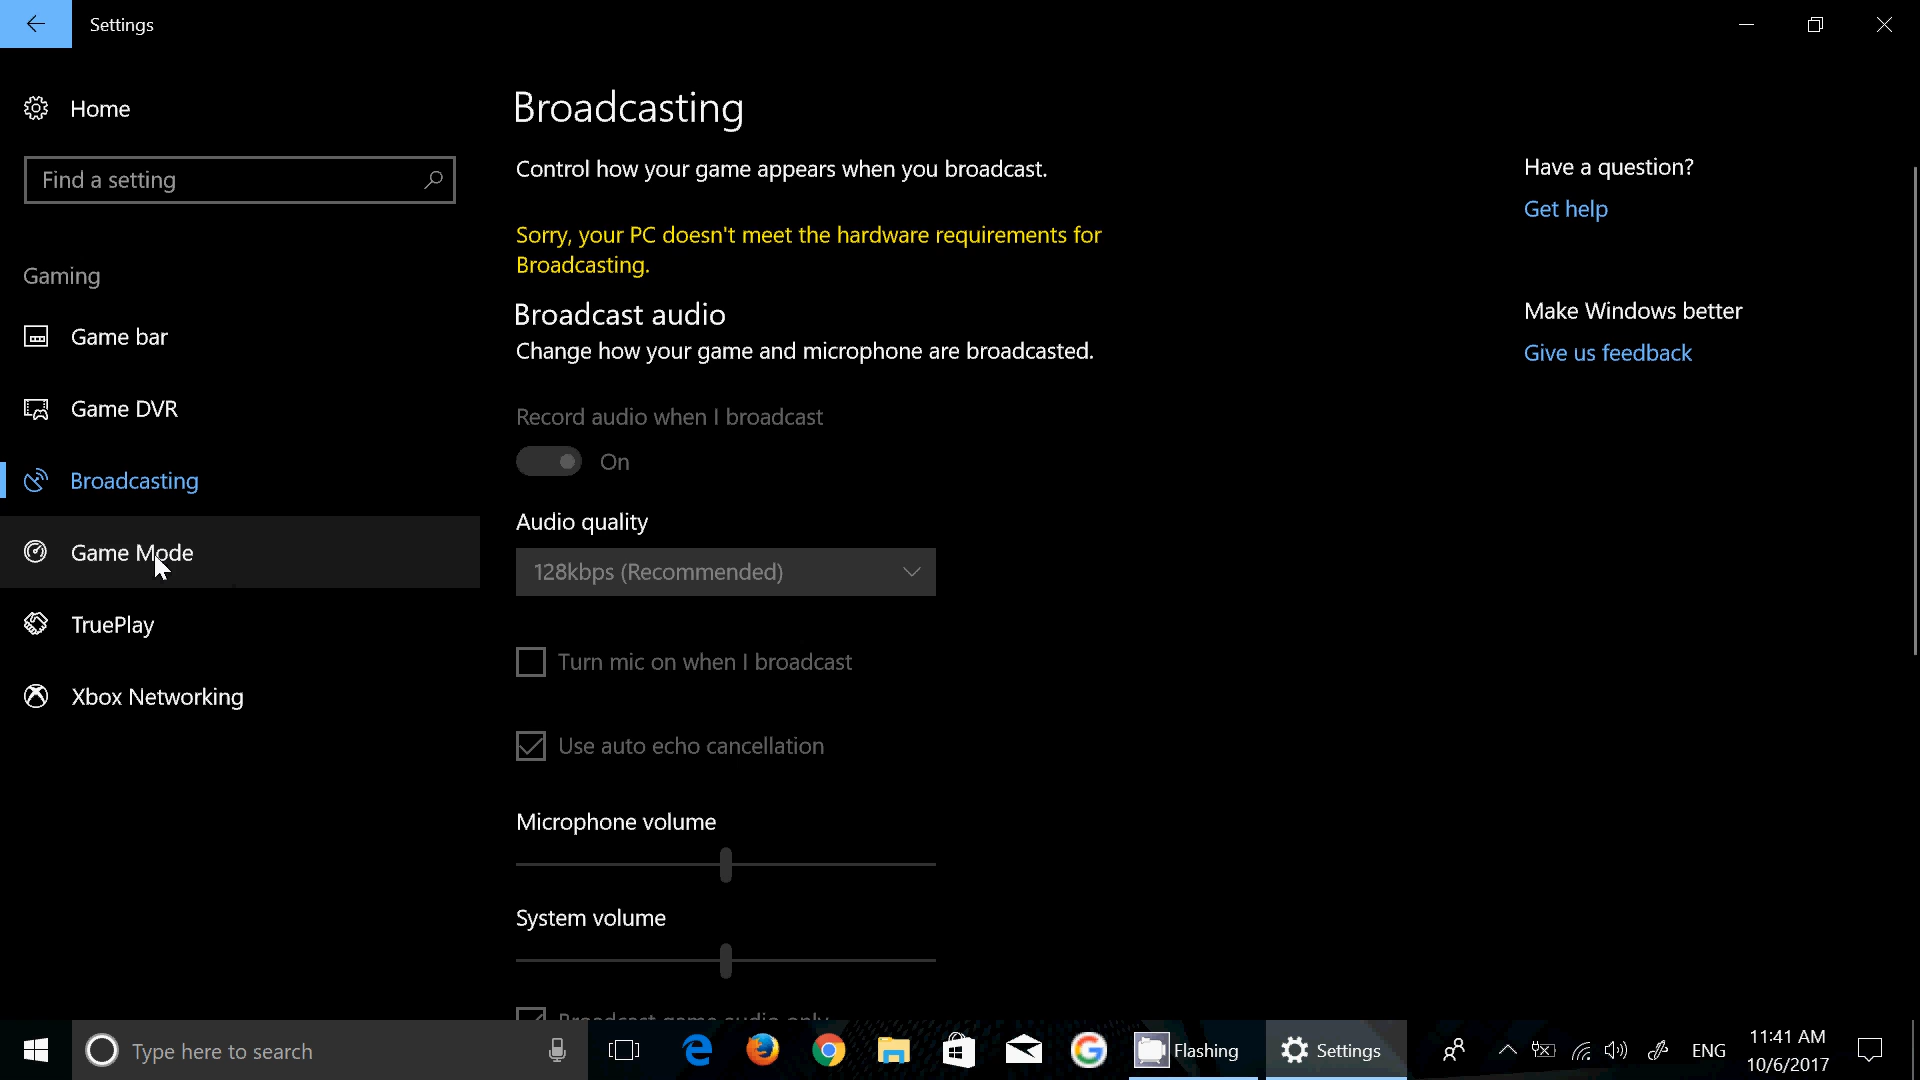 Settings
Home
Find a setting
Gaming
Game bar
Game DVR
Broadcasting
Game Mode
TruePlay
Xbox Networking
Broadcasting
Control how your game appears when you broadcast.
Sorry, your PC doesn't meet the hardware requirements for
Broadcasting.
Broadcast audio
Change how your game and microphone are broadcasted.
Record audio when I broadcast
On
Audio quality
128kbps (Recommended)
Turn mic on when I broadcast
Use auto echo cancellation
Microphone volume
System volume
Broadcast game audio only
Have a question?
Get help
Make Windows better
Give us feedback
Type here to search
Flashing
Settings
ENG
11:41 AM
10/6/2017